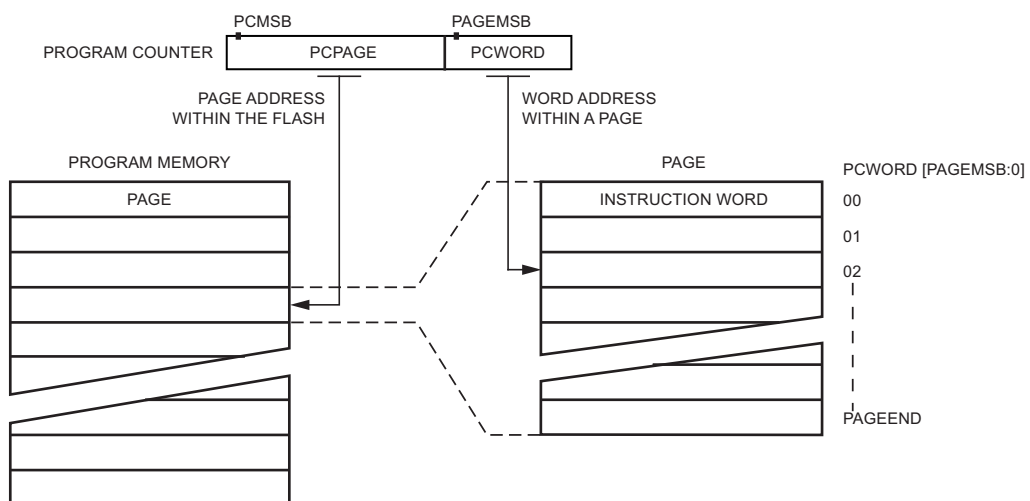 PCMSB
PAGEMSB
PROGRAM COUNTER
PCPAGE
PCWORD
PAGE ADDRESS
WITHIN THE FLASH
WORD ADDRESS
WITHIN A PAGE
PROGRAM MEMORY
PAGE
PCWORD [PAGEMSB:0]
PAGE
INSTRUCTION WORD
00
01
02
PAGEEND